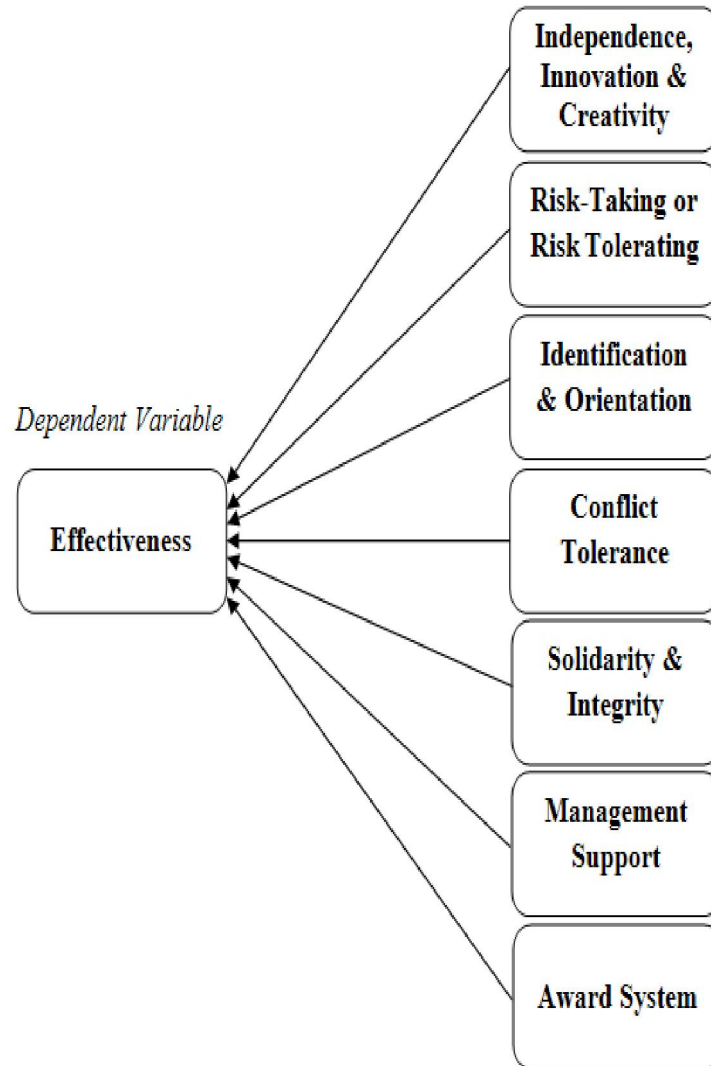 Independence,
Innovation &
Creativity
Risk-Taking or
Risk Tolerating
Identification
& Orientation
Dependent Variable
Effectiveness
Conflict
Tolerance
Solidarity &
Integrity
Management
Support
Award System